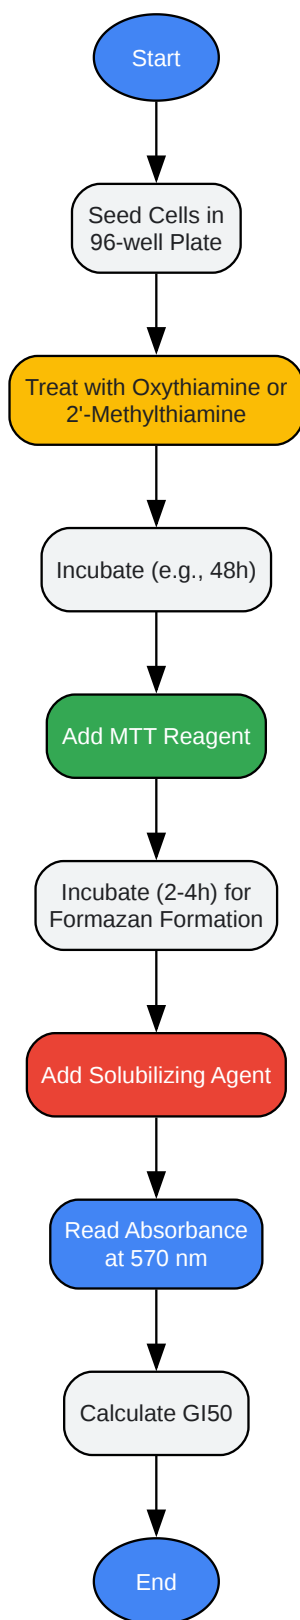 Start
Seed Cells in
96-well Plate
Treat with Oxythiamine or
2'-Methylthiamine
Incubate (e.g., 48h)
Add MTT Reagent
Incubate (2-4h) for
Formazan Formation
Add Solubilizing Agent
Read Absorbance
at 570 nm
Calculate GI50
End